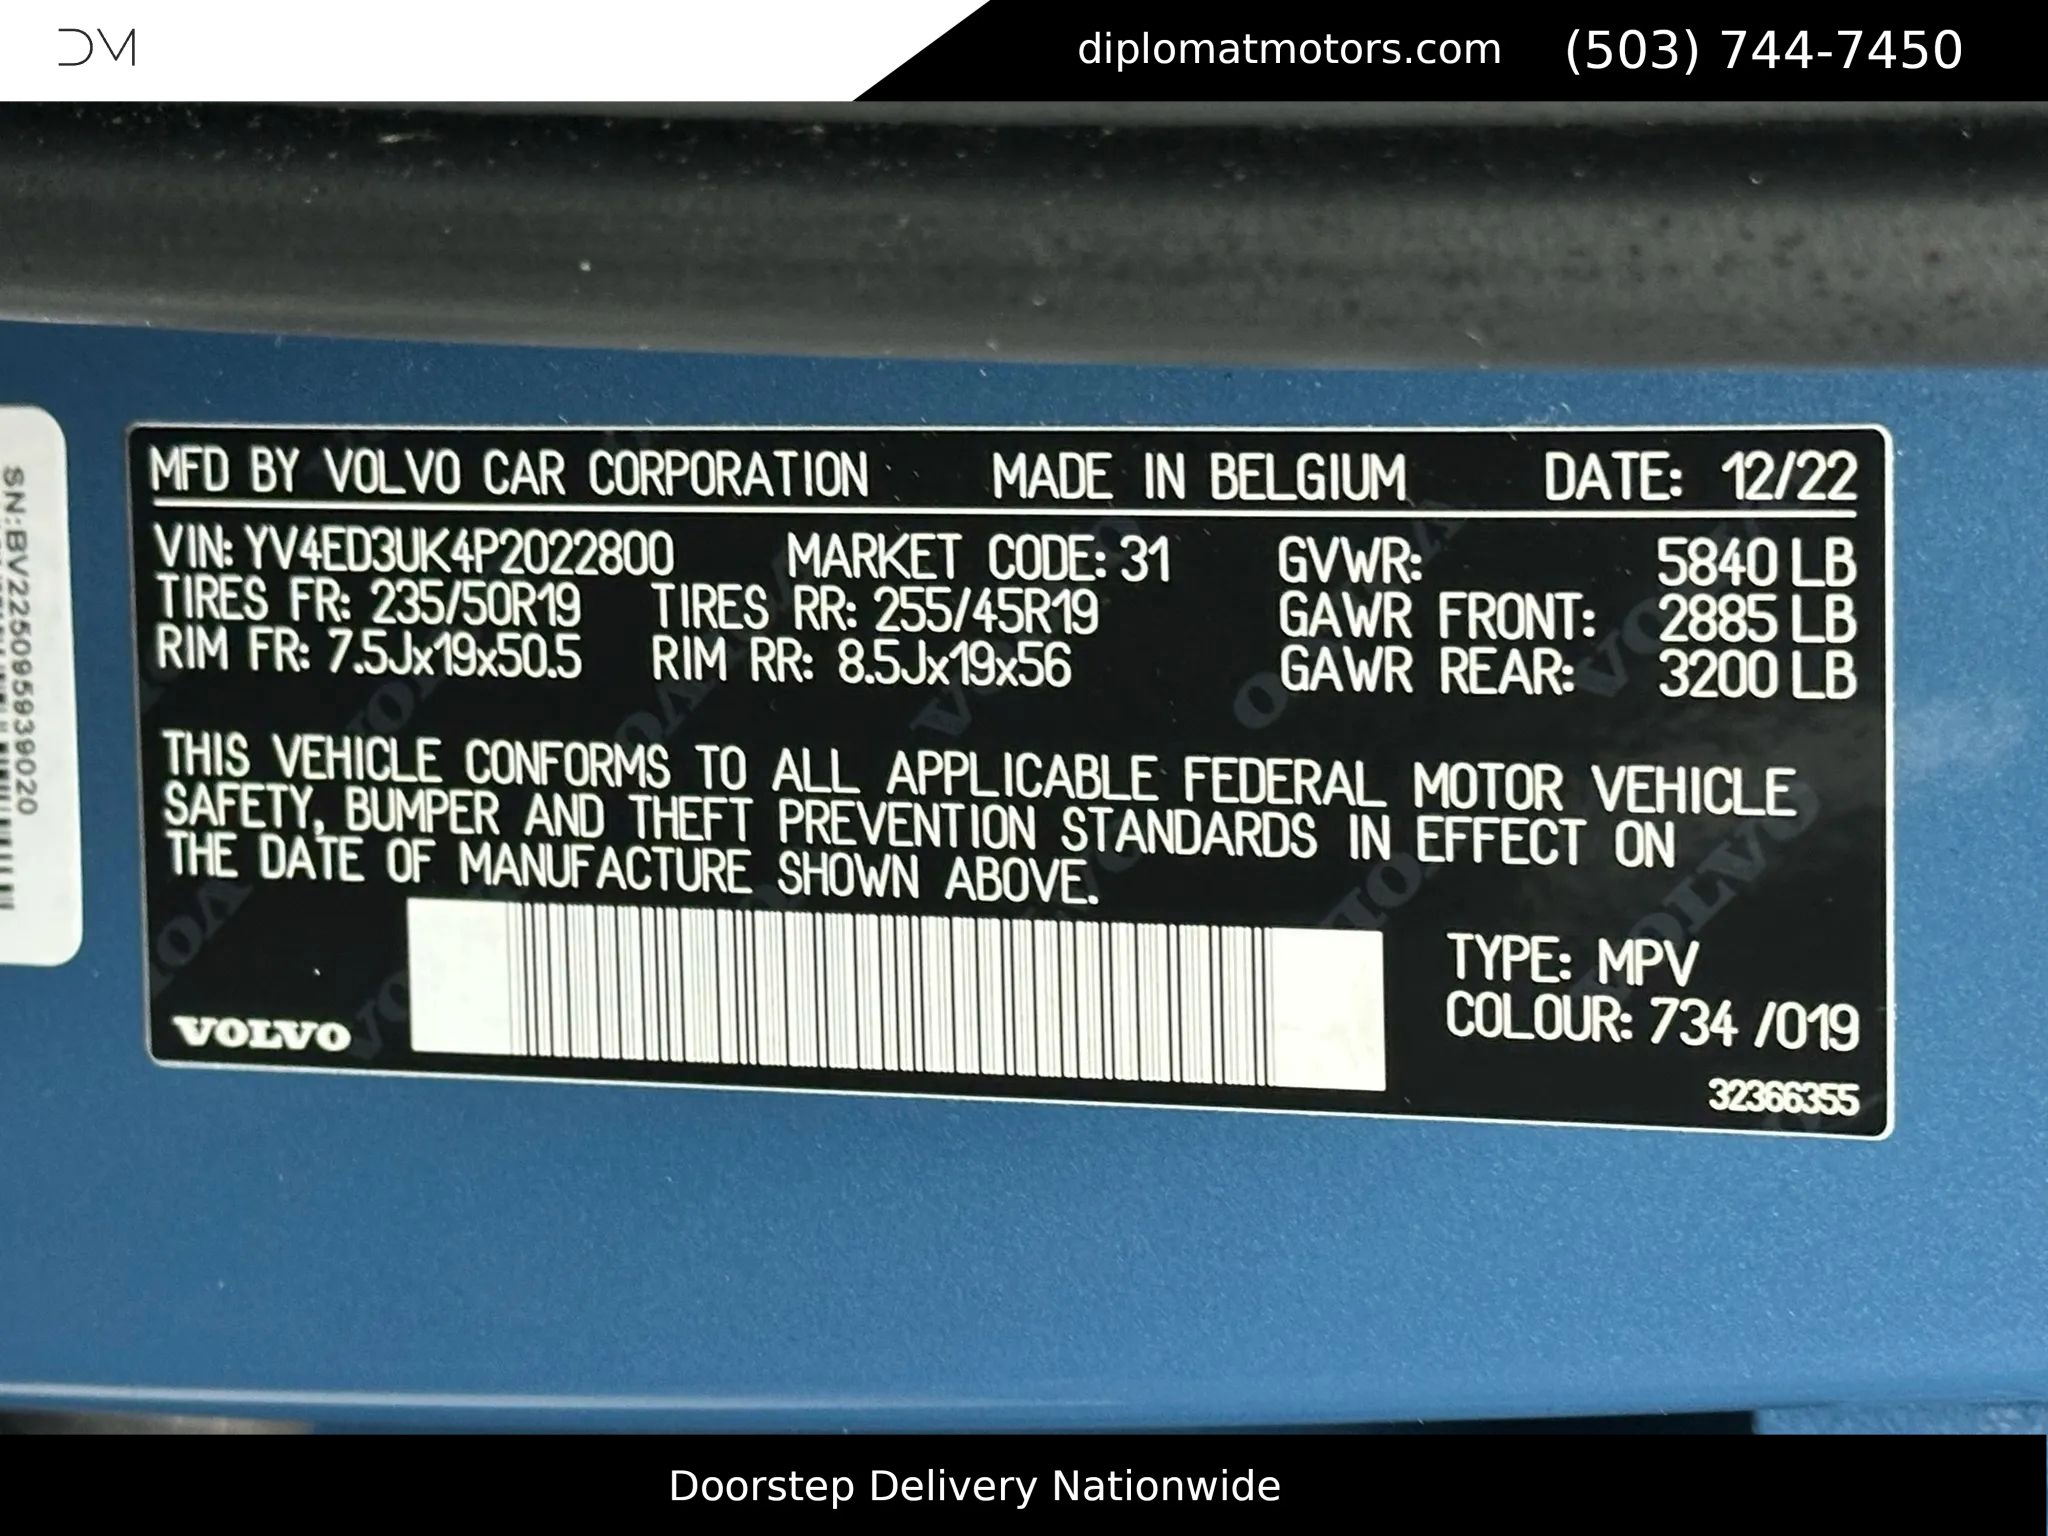 DM
diplomatmotors.com (503) 744-7450
MFD BY VOLVO CAR CORPORATION MADE IN BELGIUM DATE: 12/22
VIN: YV4ED3UK4P2022800 MARKET CODE: 31 GVWR: 5840 LB
TIRES FR: 235/50R19 TIRES RR: 255/45R19 GAWR FRONT: 2885 LB
RIM FR: 7.5Jx19x50.5 RIM RR: 8.5Jx19x56 GAWR REAR: 3200 LB
THIS VEHICLE CONFORMS TO ALL APPLICABLE FEDERAL MOTOR VEHICLE
SAFETY, BUMPER AND THEFT PREVENTION STANDARDS IN EFFECT ON
THE DATE OF MANUFACTURE SHOWN ABOVE.
TYPE: MPV
COLOUR: 734 /019
VOLVO
32366355
SN:BV225095939020
Doorstep Delivery Nationwide